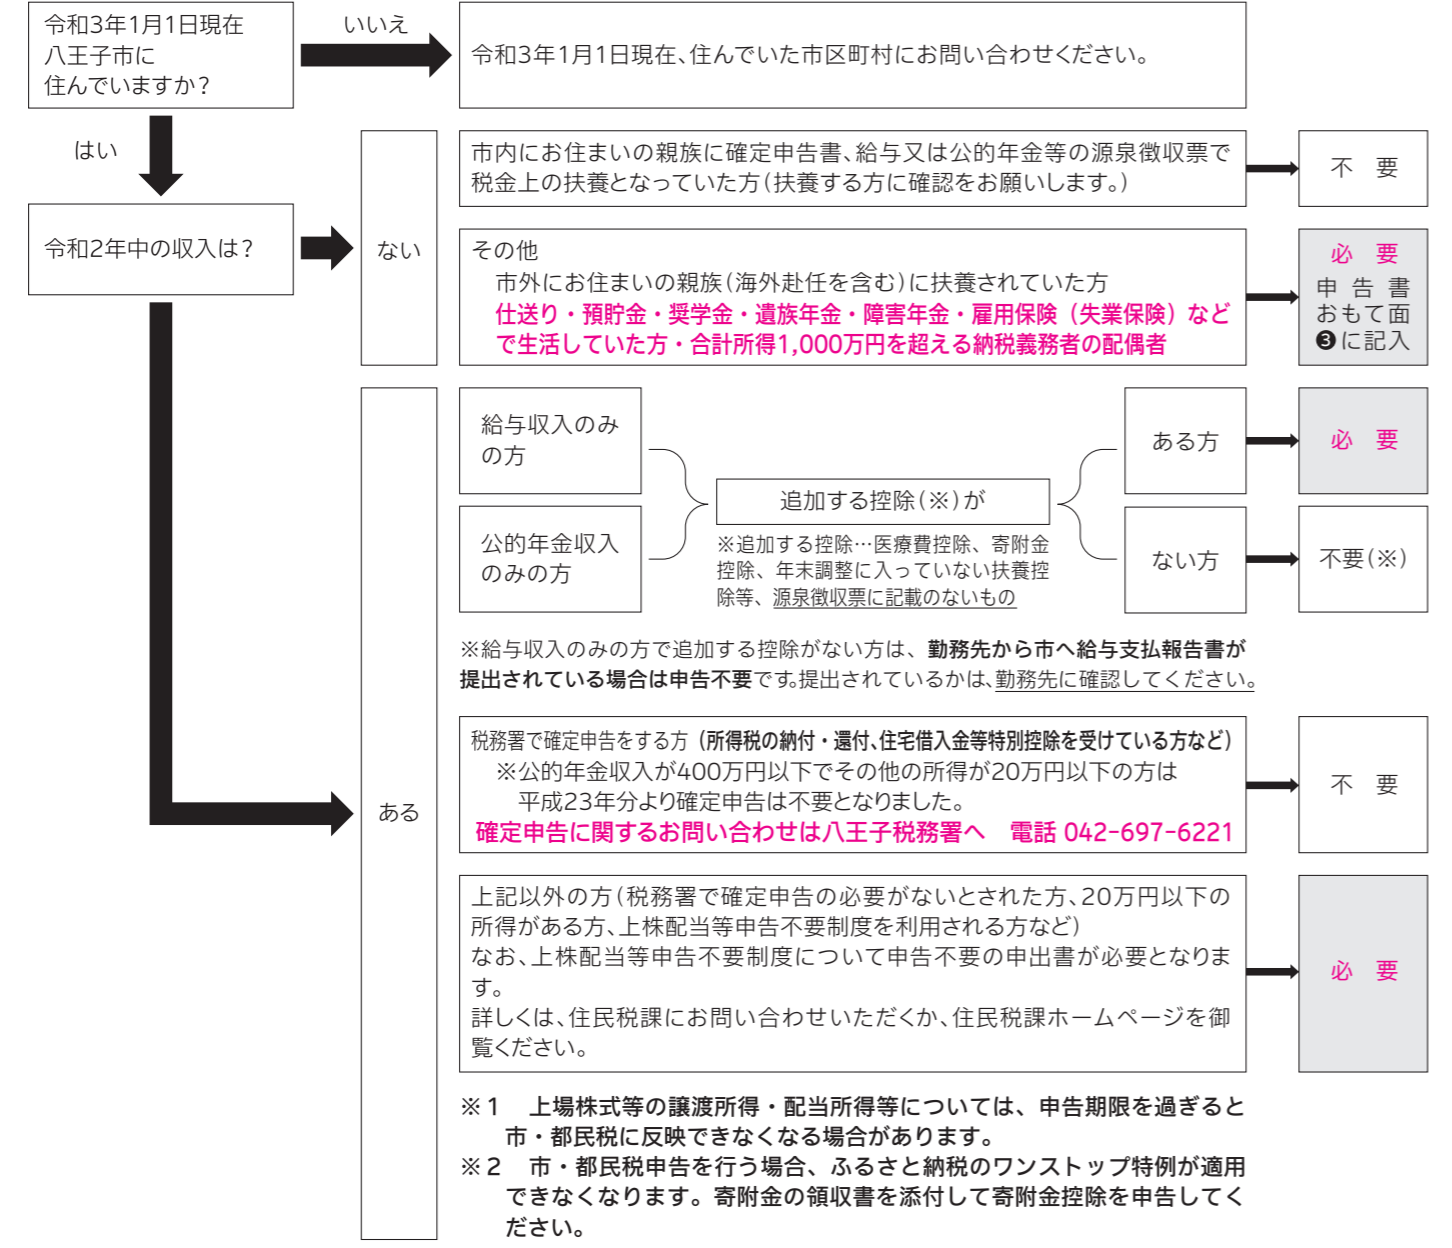 令和3年1月1日現在
八王子市に
住んでいますか？
いいえ
令和3年1月1日現在、住んでいた市区町村にお問い合わせください。
はい
令和2年中の収入は？
ない
市内にお住まいの親族に確定申告書、給与又は公的年金等の源泉徴収票で
税金上の扶養となっていた方（扶養する方に確認をお願いします。）
不　要
その他
市外にお住まいの親族（海外赴任を含む）に扶養されていた方
仕送り・預貯金・奨学金・遺族年金・障害年金・雇用保険（失業保険）など
で生活していた方・合計所得1,000万円を超える納税義務者の配偶者
必　要
申告書
おもて面
❸に記入
ある
給与収入のみ
の方
公的年金収入
のみの方
追加する控除（※）が
※追加する控除…医療費控除、寄附金
控除、年末調整に入っていない扶養控
除等、源泉徴収票に記載のないもの
ある方
必　要
ない方
不要（※）
※給与収入のみの方で追加する控除がない方は、勤務先から市へ給与支払報告書が
提出されている場合は申告不要です。提出されているかは、勤務先に確認してください。
税務署で確定申告をする方（所得税の納付・還付、住宅借入金等特別控除を受けている方など）
※公的年金収入が400万円以下でその他の所得が20万円以下の方は
平成23年分より確定申告は不要となりました。
確定申告に関するお問い合わせは八王子税務署へ　電話 042-697-6221
不　要
上記以外の方（税務署で確定申告の必要がないとされた方、20万円以下の
所得がある方、上株配当等申告不要制度を利用される方など）
なお、上株配当等申告不要制度について申告不要の申出書が必要となりま
す。
詳しくは、住民税課にお問い合わせいただくか、住民税課ホームページを御
覧ください。
必　要
※1　上場株式等の譲渡所得・配当所得等については、申告期限を過ぎると
市・都民税に反映できなくなる場合があります。
※2　市・都民税申告を行う場合、ふるさと納税のワンストップ特例が適用
できなくなります。寄附金の領収書を添付して寄附金控除を申告してく
ださい。